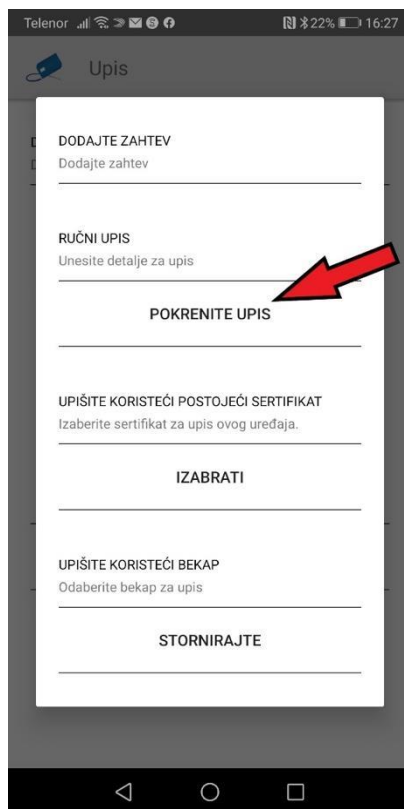 Telenor 22% 16:27
Upis
DODAJTE ZAHTEV
Dodajte zahtev
RUČNI UPIS
Unesite detalje za upis
POKRENITE UPIS
UPIŠITE KORISTEĆI POSTOJEĆI SERTIFIKAT
Izaberite sertifikat za upis ovog uređaja.
IZABRATI
UPIŠITE KORISTEĆI BEKAP
Odaberite bekap za upis
STORNIRAJTE